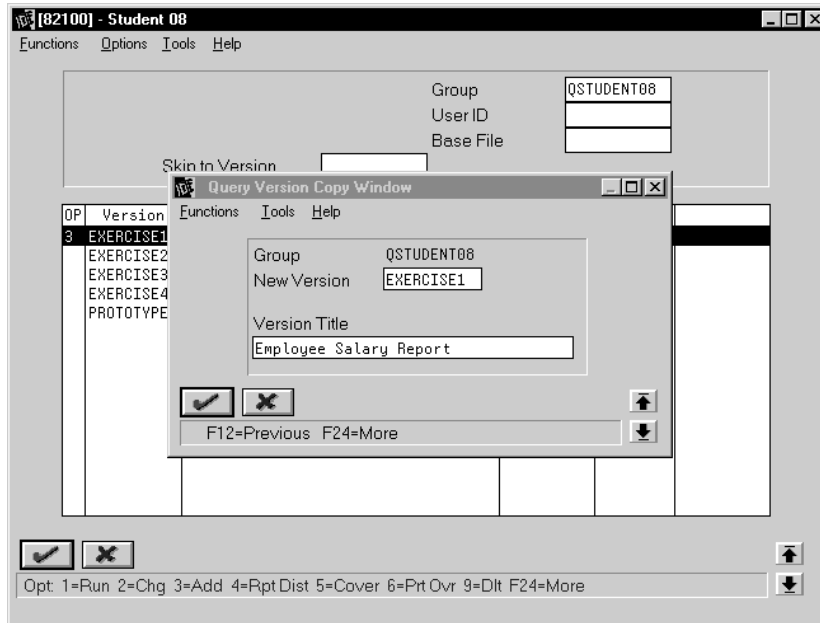 [82100] - Student 08
Functions Options Tools Help
Group QSTUDENT08
User ID
Base File
Skip to Version
OP Version
3 EXERCISE1
EXERCISE2
EXERCISE3
EXERCISE4
PROTOTYPE
Query Version Copy Window
Functions Tools Help
Group QSTUDENT08
New Version EXERCISE1
Version Title
Employee Salary Report
F12=Previous F24=More
Opt: 1=Run 2=Chg 3=Add 4=Rpt Dist 5=Cover 6=Prt Ovr 9=Dlt F24=More